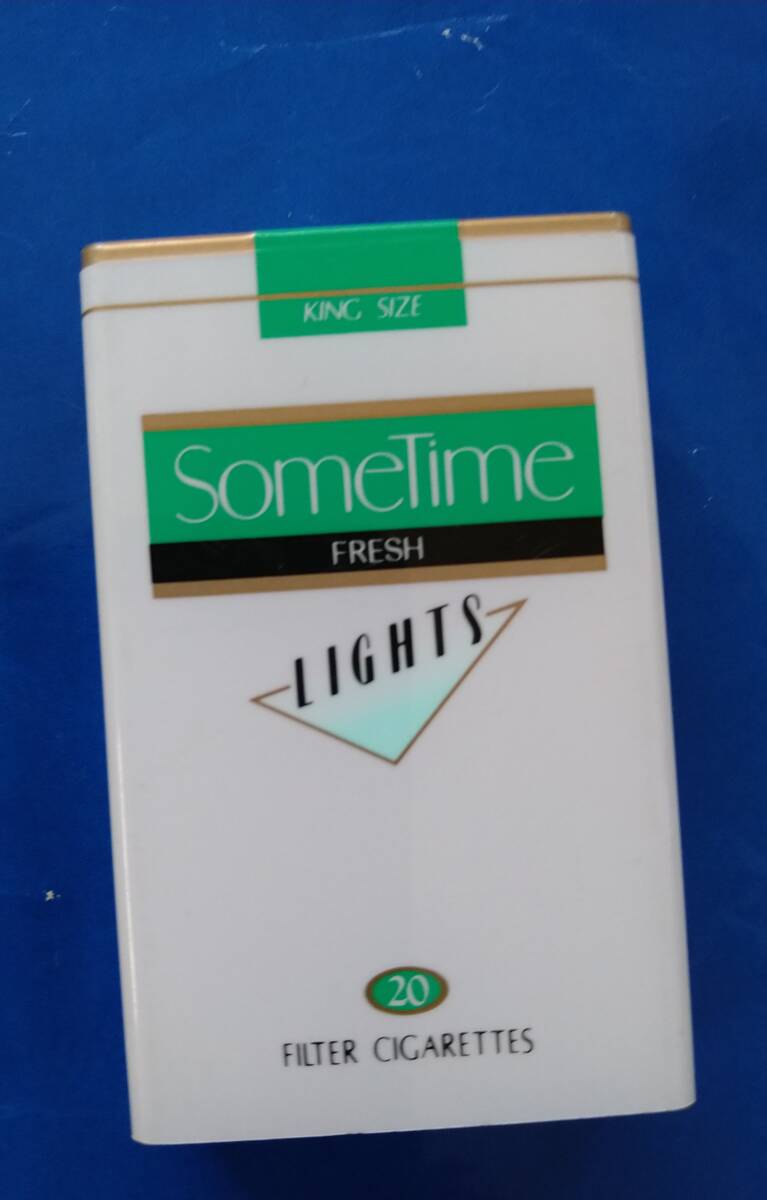 KING SIZE
SomeTime
FRESH
LIGHTS
20
FILTER CIGARETTES